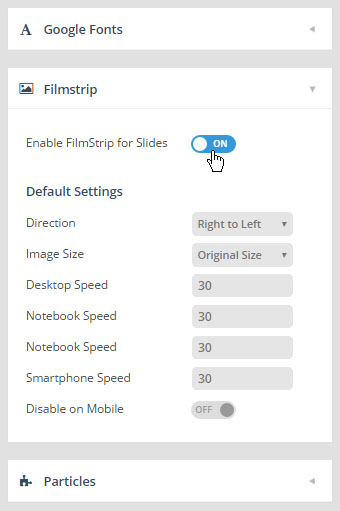 Google Fonts
Filmstrip
Enable FilmStrip for Slides ON
Default Settings
Direction Right to Left
Image Size Original Size
Desktop Speed 30
Notebook Speed 30
Notebook Speed 30
Smartphone Speed 30
Disable on Mobile OFF
Particles